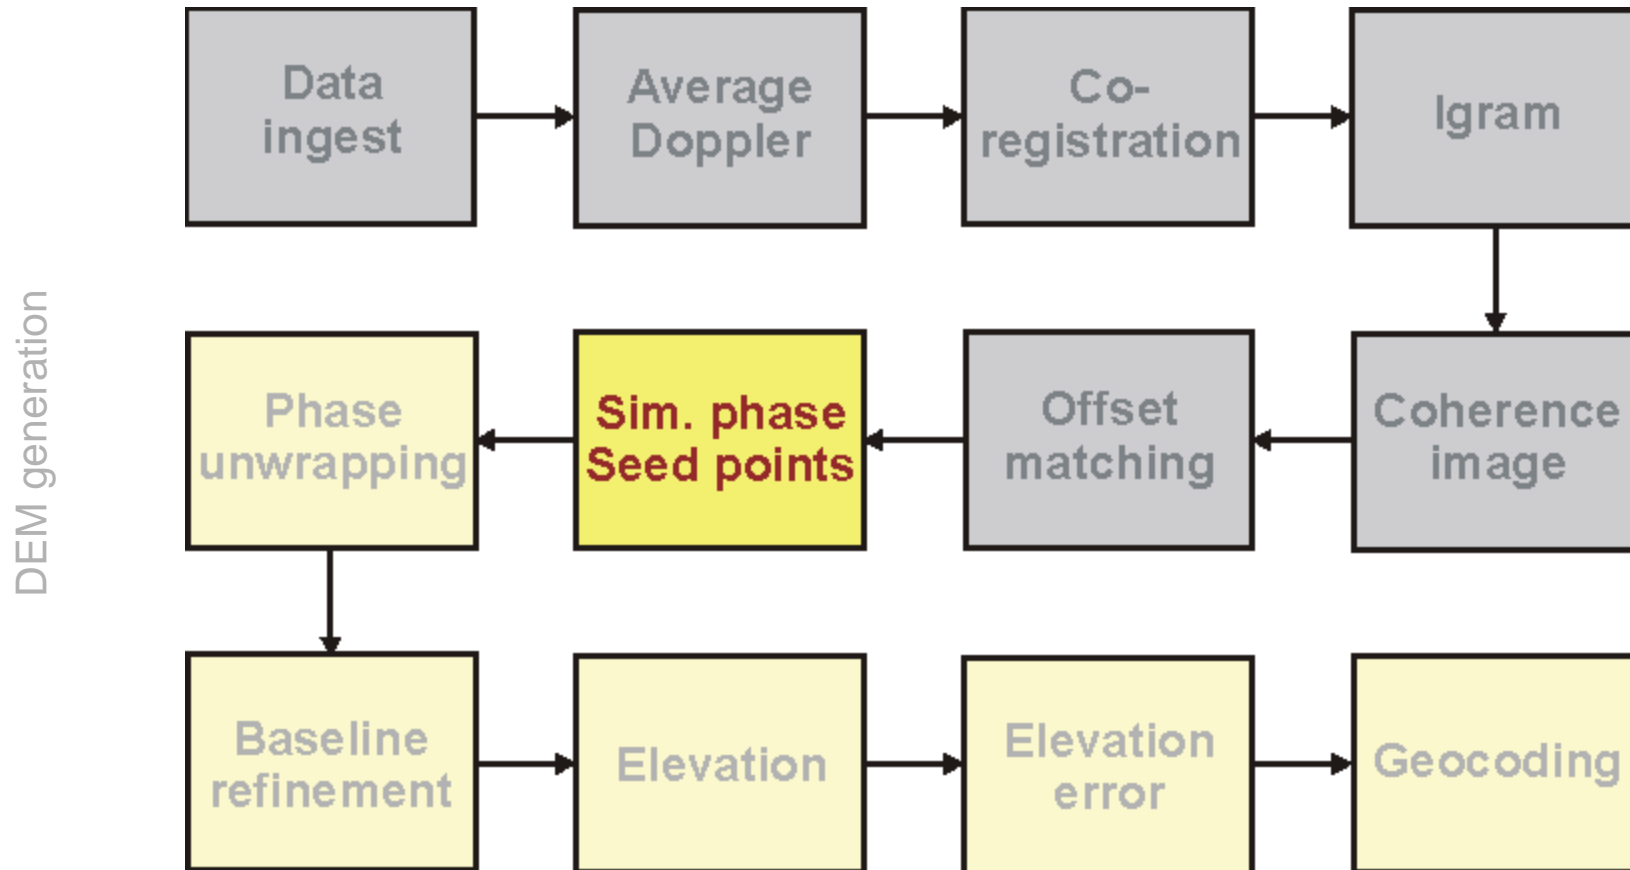 DEM generation
Data
ingest
Average
Doppler
Co-
registration
Igram
Phase
unwrapping
Sim. phase
Seed points
Offset
matching
Coherence
image
Baseline
refinement
Elevation
Elevation
error
Geocoding